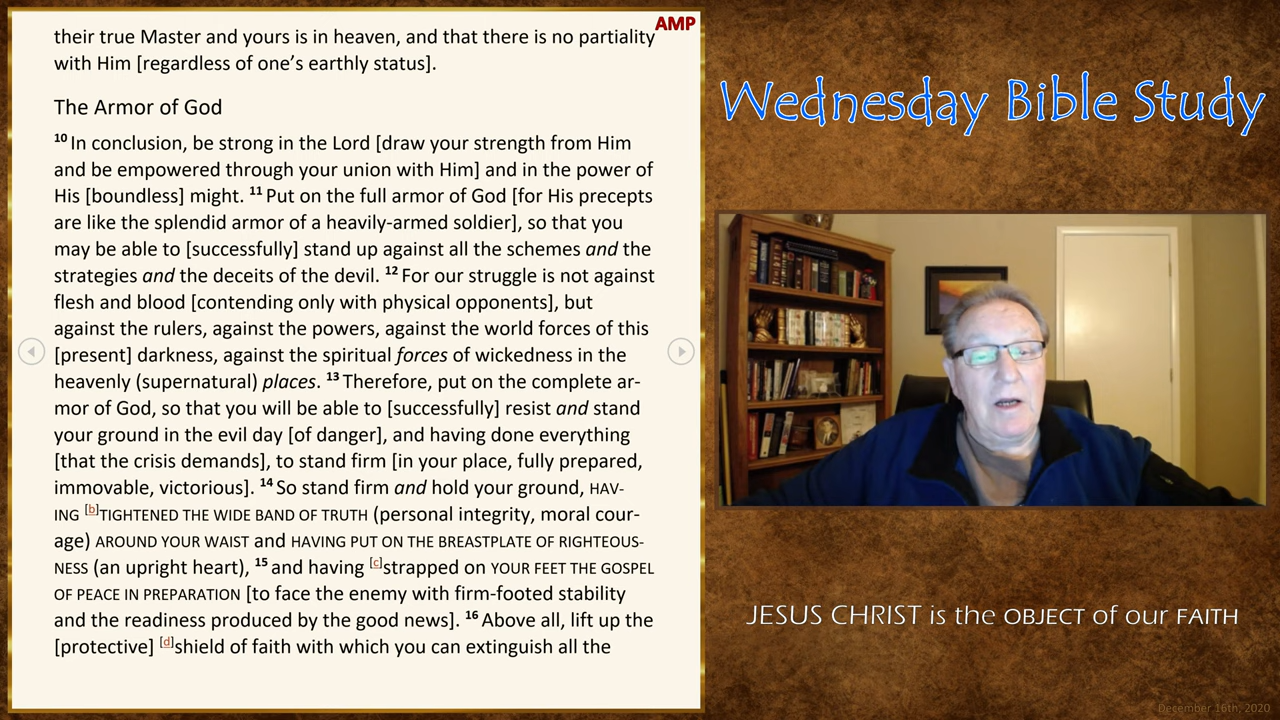 AMP
their true Master and yours is in heaven, and that there is no partiality
with Him [regardless of one’s earthly status].
The Armor of God
10 In conclusion, be strong in the Lord [draw your strength from Him
and be empowered through your union with Him] and in the power of
His [boundless] might. 11 Put on the full armor of God [for His precepts
are like the splendid armor of a heavily-armed soldier], so that you
may be able to [successfully] stand up against all the schemes and the
strategies and the deceits of the devil. 12 For our struggle is not against
flesh and blood [contending only with physical opponents], but
against the rulers, against the powers, against the world forces of this
[present] darkness, against the spiritual forces of wickedness in the
heavenly (supernatural) places. 13 Therefore, put on the complete ar-
mor of God, so that you will be able to [successfully] resist and stand
your ground in the evil day [of danger], and having done everything
[that the crisis demands], to stand firm [in your place, fully prepared,
immovable, victorious]. 14 So stand firm and hold your ground, HAV-
ING [b]TIGHTENED THE WIDE BAND OF TRUTH (personal integrity, moral cour-
age) AROUND YOUR WAIST and HAVING PUT ON THE BREASTPLATE OF RIGHTEOUS-
NESS (an upright heart), 15 and having [c]strapped on YOUR FEET THE GOSPEL
OF PEACE IN PREPARATION [to face the enemy with firm-footed stability
and the readiness produced by the good news]. 16 Above all, lift up the
[protective] [d]shield of faith with which you can extinguish all the
Wednesday Bible Study
JESUS CHRIST is the OBJECT of our FAITH
December 16th, 2020